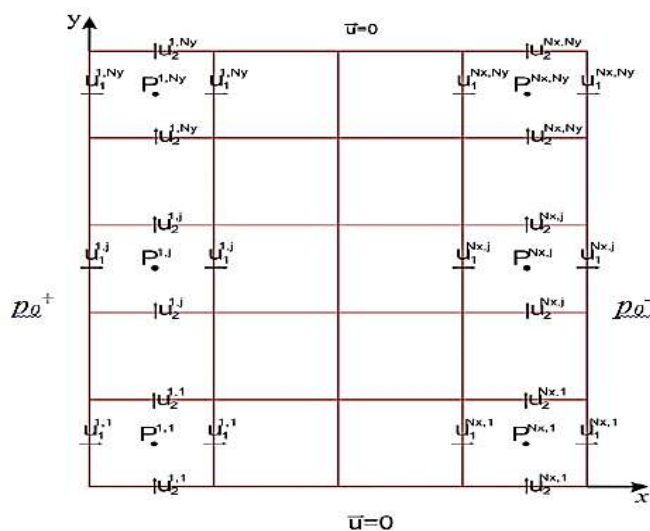 y
u⃗=0
u₂^{1,Ny} u₂^{Nx,Ny}
u₁^{1,Ny} P^{1,Ny} u₁^{1,Ny} u₁^{Nx,Ny} P^{Nx,Ny} u₁^{Nx,Ny}
u₂^{1,Ny} u₂^{Nx,Ny}
u₂^{1,j} u₂^{Nx,j}
u₁^{1,j} P^{1,j} u₁^{1,j} u₁^{Nx,j} P^{Nx,j} u₁^{Nx,j}
p₀⁺ u₂^{1,j} u₂^{Nx,j} p₀⁻
u₂^{1,1} u₂^{Nx,1}
u₁^{1,1} P^{1,1} u₁^{1,1} u₁^{Nx,1} P^{Nx,1} u₁^{Nx,1}
u₂^{1,1} u₂^{Nx,1}
x
u⃗=0